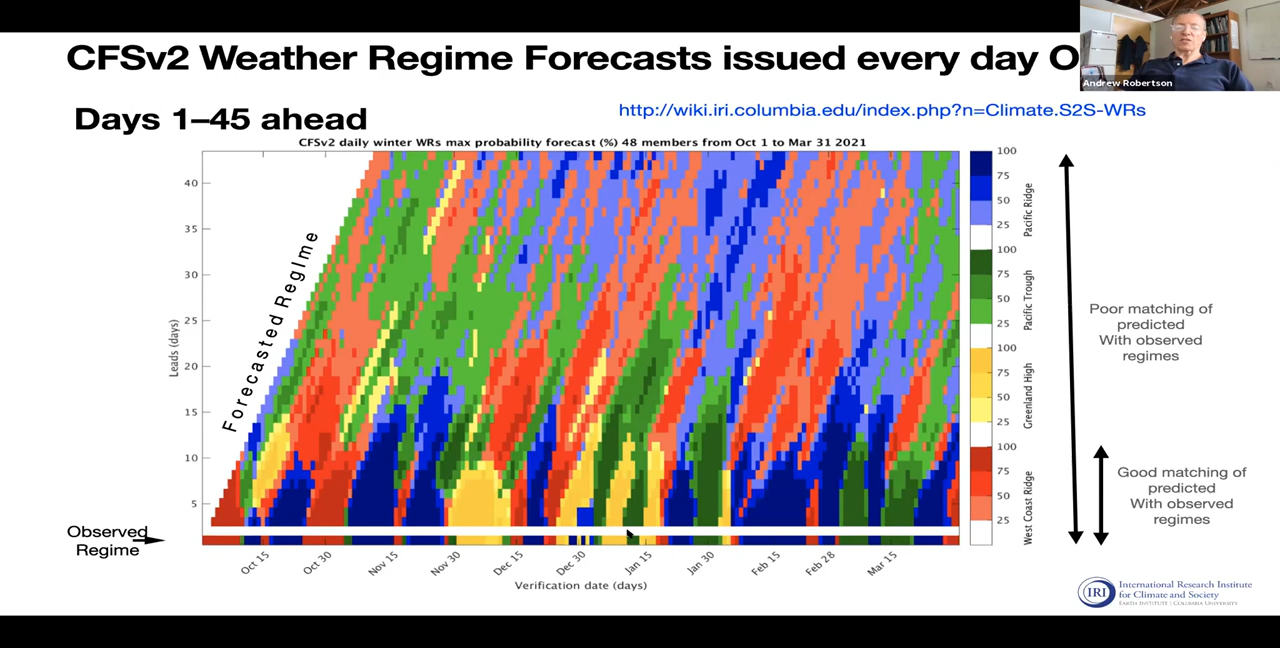 CFSv2 Weather Regime Forecasts issued every day O
Andrew Robertson
Days 1–45 ahead
http://wiki.iri.columbia.edu/index.php?n=Climate.S2S-WRs
CFSv2 daily winter WRs max probability forecast (%) 48 members from Oct 1 to Mar 31 2021
Leads (days)
40
35
30
25
20
15
10
5
Forecasted RegIme
Observed
Regime
Oct 15
Oct 30
Nov 15
Nov 30
Dec 15
Dec 30
Jan 15
Jan 30
Feb 15
Feb 28
Mar 15
Verification date (days)
100
75
50
25
Pacific Ridge
100
75
50
25
Pacific Trough
100
75
50
25
Greenland High
100
75
50
25
West Coast Ridge
Poor matching of
predicted
With observed
regimes
Good matching of
predicted
With observed
regimes
IRI
International Research Institute
for Climate and Society
EARTH INSTITUTE | COLUMBIA UNIVERSITY